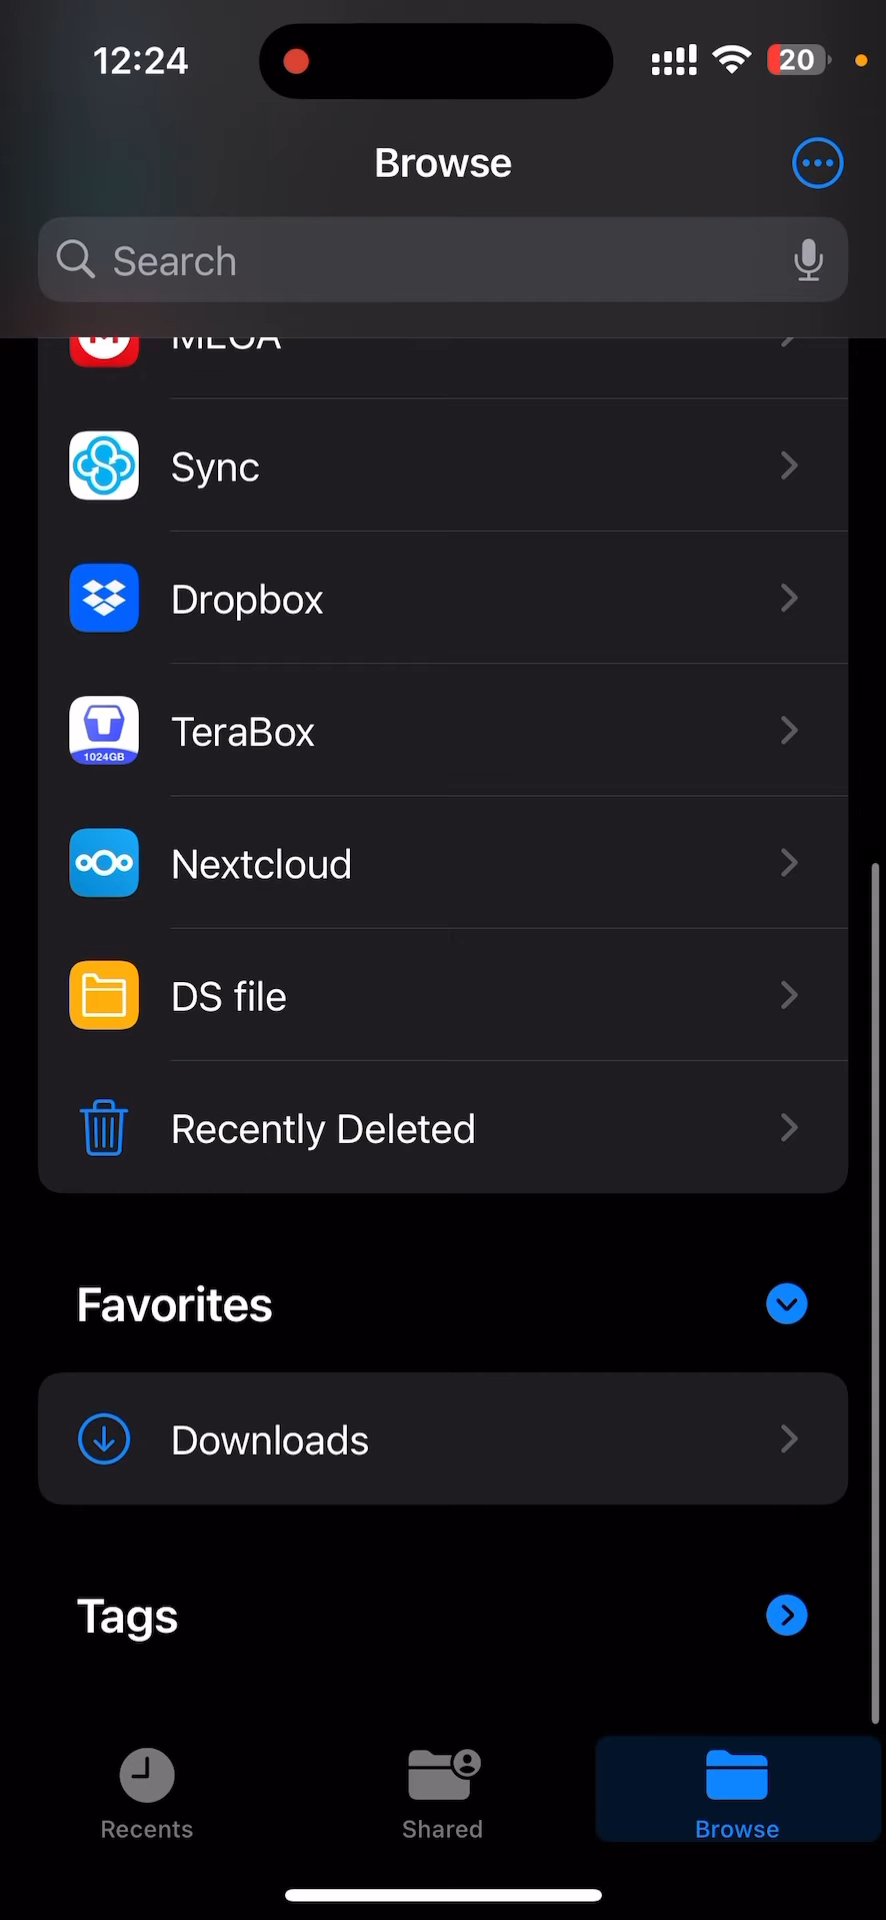 12:24
20
Browse
Search
MEGA
Sync
Dropbox
1024GB
TeraBox
Nextcloud
DS file
Recently Deleted
Favorites
Downloads
Tags
Recents
Shared
Browse